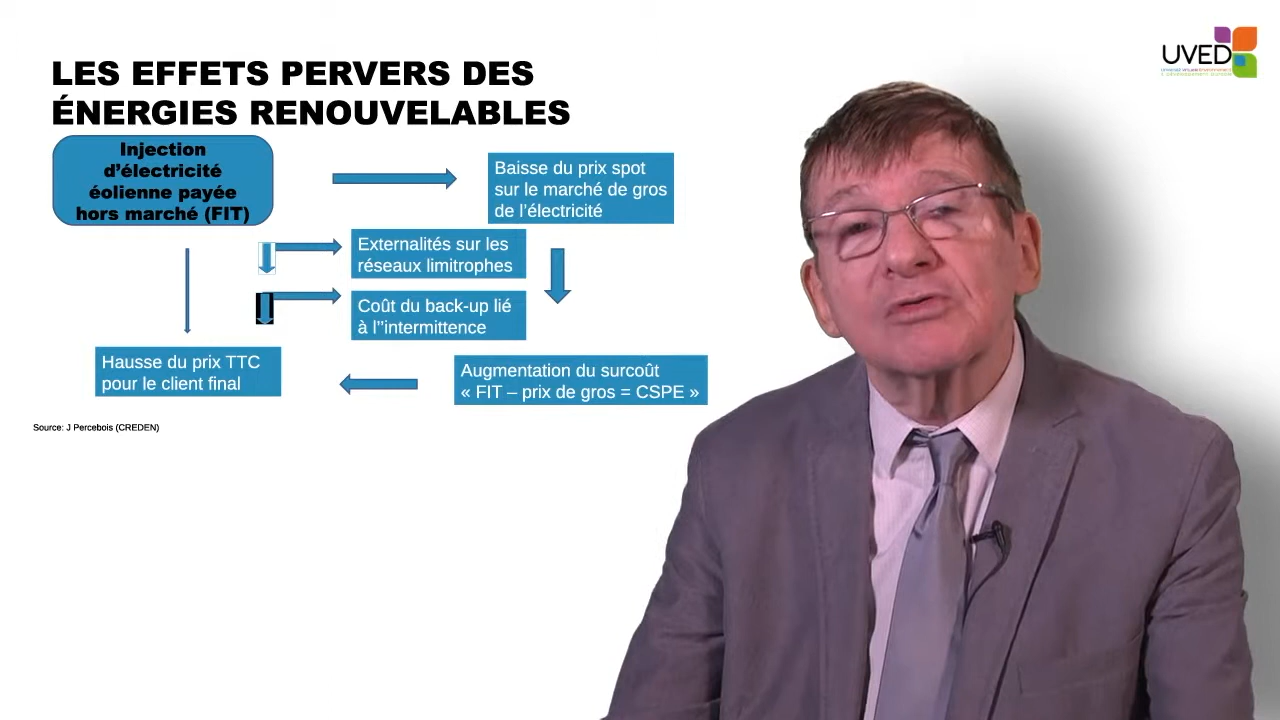 LES EFFETS PERVERS DES
ÉNERGIES RENOUVELABLES
UVED
Injection
d’électricité
éolienne payée
hors marché (FIT)
Baisse du prix spot
sur le marché de gros
de l’électricité
Externalités sur les
réseaux limitrophes
Coût du back-up lié
à l’’intermittence
Hausse du prix TTC
pour le client final
Augmentation du surcoût
« FIT – prix de gros = CSPE »
Source: J Percebois (CREDEN)